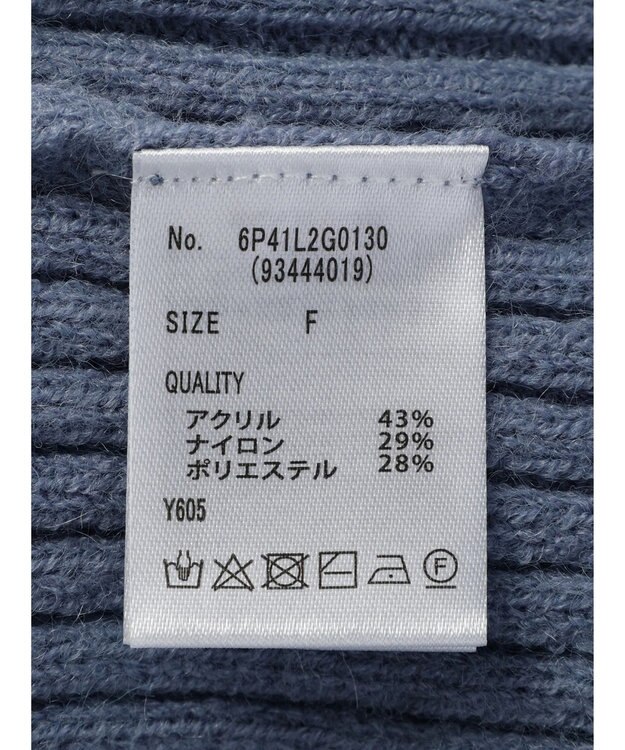 No. 6P41L2G0130
(93444019)
SIZE F
QUALITY
アクリル 43%
ナイロン 29%
ポリエステル 28%
Y605
F